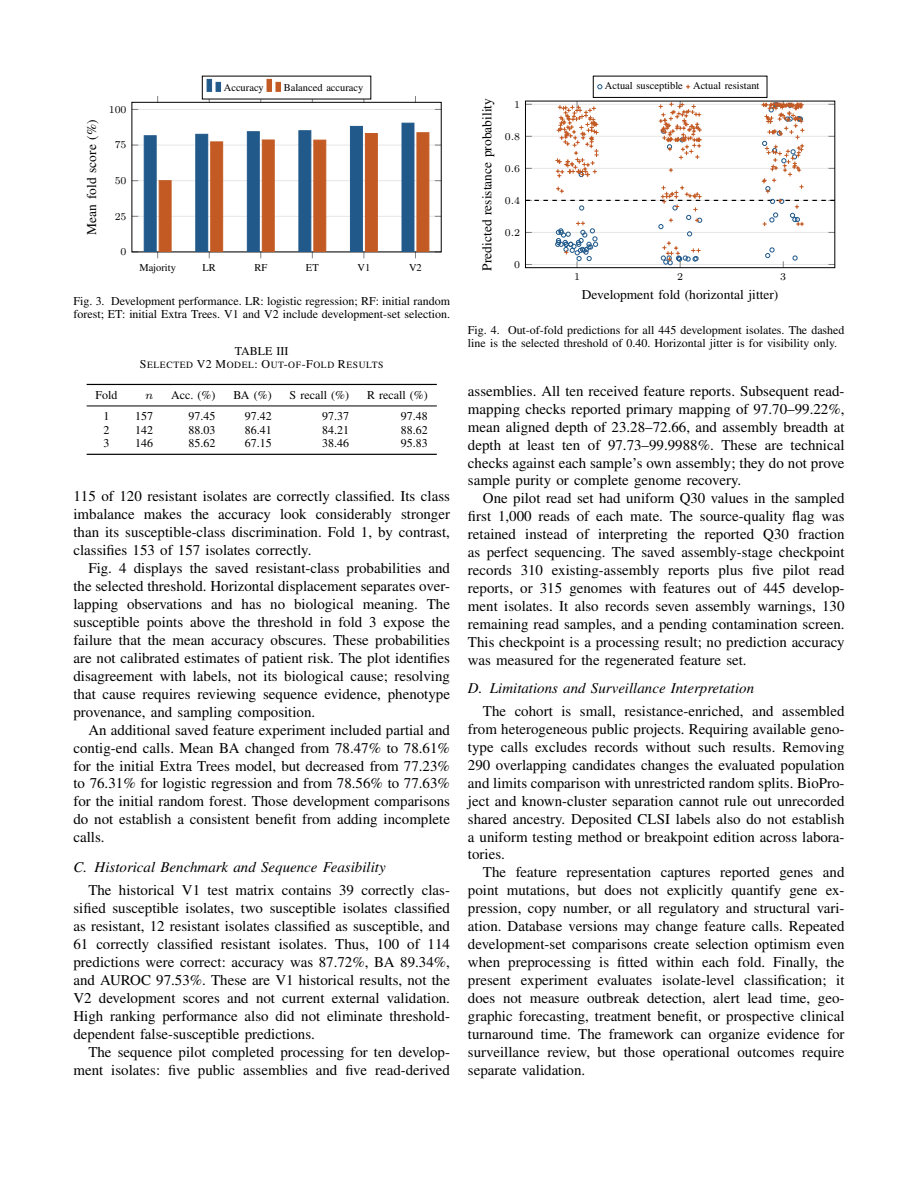 Accuracy Balanced accuracy
100
75
50
25
0
Mean fold score (%)
Majority LR RF ET V1 V2
Fig. 3. Development performance. LR: logistic regression; RF: initial random
forest; ET: initial Extra Trees. V1 and V2 include development-set selection.
TABLE III
SELECTED V2 MODEL: OUT-OF-FOLD RESULTS
Fold n Acc. (%) BA (%) S recall (%) R recall (%)
1 157 97.45 97.42 97.37 97.48
2 142 88.03 86.41 84.21 88.62
3 146 85.62 67.15 38.46 95.83
115 of 120 resistant isolates are correctly classified. Its class
imbalance makes the accuracy look considerably stronger
than its susceptible-class discrimination. Fold 1, by contrast,
classifies 153 of 157 isolates correctly.
Fig. 4 displays the saved resistant-class probabilities and
the selected threshold. Horizontal displacement separates over-
lapping observations and has no biological meaning. The
susceptible points above the threshold in fold 3 expose the
failure that the mean accuracy obscures. These probabilities
are not calibrated estimates of patient risk. The plot identifies
disagreement with labels, not its biological cause; resolving
that cause requires reviewing sequence evidence, phenotype
provenance, and sampling composition.
An additional saved feature experiment included partial and
contig-end calls. Mean BA changed from 78.47% to 78.61%
for the initial Extra Trees model, but decreased from 77.23%
to 76.31% for logistic regression and from 78.56% to 77.63%
for the initial random forest. Those development comparisons
do not establish a consistent benefit from adding incomplete
calls.
C. Historical Benchmark and Sequence Feasibility
The historical V1 test matrix contains 39 correctly clas-
sified susceptible isolates, two susceptible isolates classified
as resistant, 12 resistant isolates classified as susceptible, and
61 correctly classified resistant isolates. Thus, 100 of 114
predictions were correct: accuracy was 87.72%, BA 89.34%,
and AUROC 97.53%. These are V1 historical results, not the
V2 development scores and not current external validation.
High ranking performance also did not eliminate threshold-
dependent false-susceptible predictions.
The sequence pilot completed processing for ten develop-
ment isolates: five public assemblies and five read-derived
Actual susceptible Actual resistant
1
0.8
0.6
0.4
0.2
0
Predicted resistance probability
1 2 3
Development fold (horizontal jitter)
Fig. 4. Out-of-fold predictions for all 445 development isolates. The dashed
line is the selected threshold of 0.40. Horizontal jitter is for visibility only.
assemblies. All ten received feature reports. Subsequent read-
mapping checks reported primary mapping of 97.70–99.22%,
mean aligned depth of 23.28–72.66, and assembly breadth at
depth at least ten of 97.73–99.9988%. These are technical
checks against each sample's own assembly; they do not prove
sample purity or complete genome recovery.
One pilot read set had uniform Q30 values in the sampled
first 1,000 reads of each mate. The source-quality flag was
retained instead of interpreting the reported Q30 fraction
as perfect sequencing. The saved assembly-stage checkpoint
records 310 existing-assembly reports plus five pilot read
reports, or 315 genomes with features out of 445 develop-
ment isolates. It also records seven assembly warnings, 130
remaining read samples, and a pending contamination screen.
This checkpoint is a processing result; no prediction accuracy
was measured for the regenerated feature set.
D. Limitations and Surveillance Interpretation
The cohort is small, resistance-enriched, and assembled
from heterogeneous public projects. Requiring available geno-
type calls excludes records without such results. Removing
290 overlapping candidates changes the evaluated population
and limits comparison with unrestricted random splits. BioPro-
ject and known-cluster separation cannot rule out unrecorded
shared ancestry. Deposited CLSI labels also do not establish
a uniform testing method or breakpoint edition across labora-
tories.
The feature representation captures reported genes and
point mutations, but does not explicitly quantify gene ex-
pression, copy number, or all regulatory and structural vari-
ation. Database versions may change feature calls. Repeated
development-set comparisons create selection optimism even
when preprocessing is fitted within each fold. Finally, the
present experiment evaluates isolate-level classification; it
does not measure outbreak detection, alert lead time, geo-
graphic forecasting, treatment benefit, or prospective clinical
turnaround time. The framework can organize evidence for
surveillance review, but those operational outcomes require
separate validation.